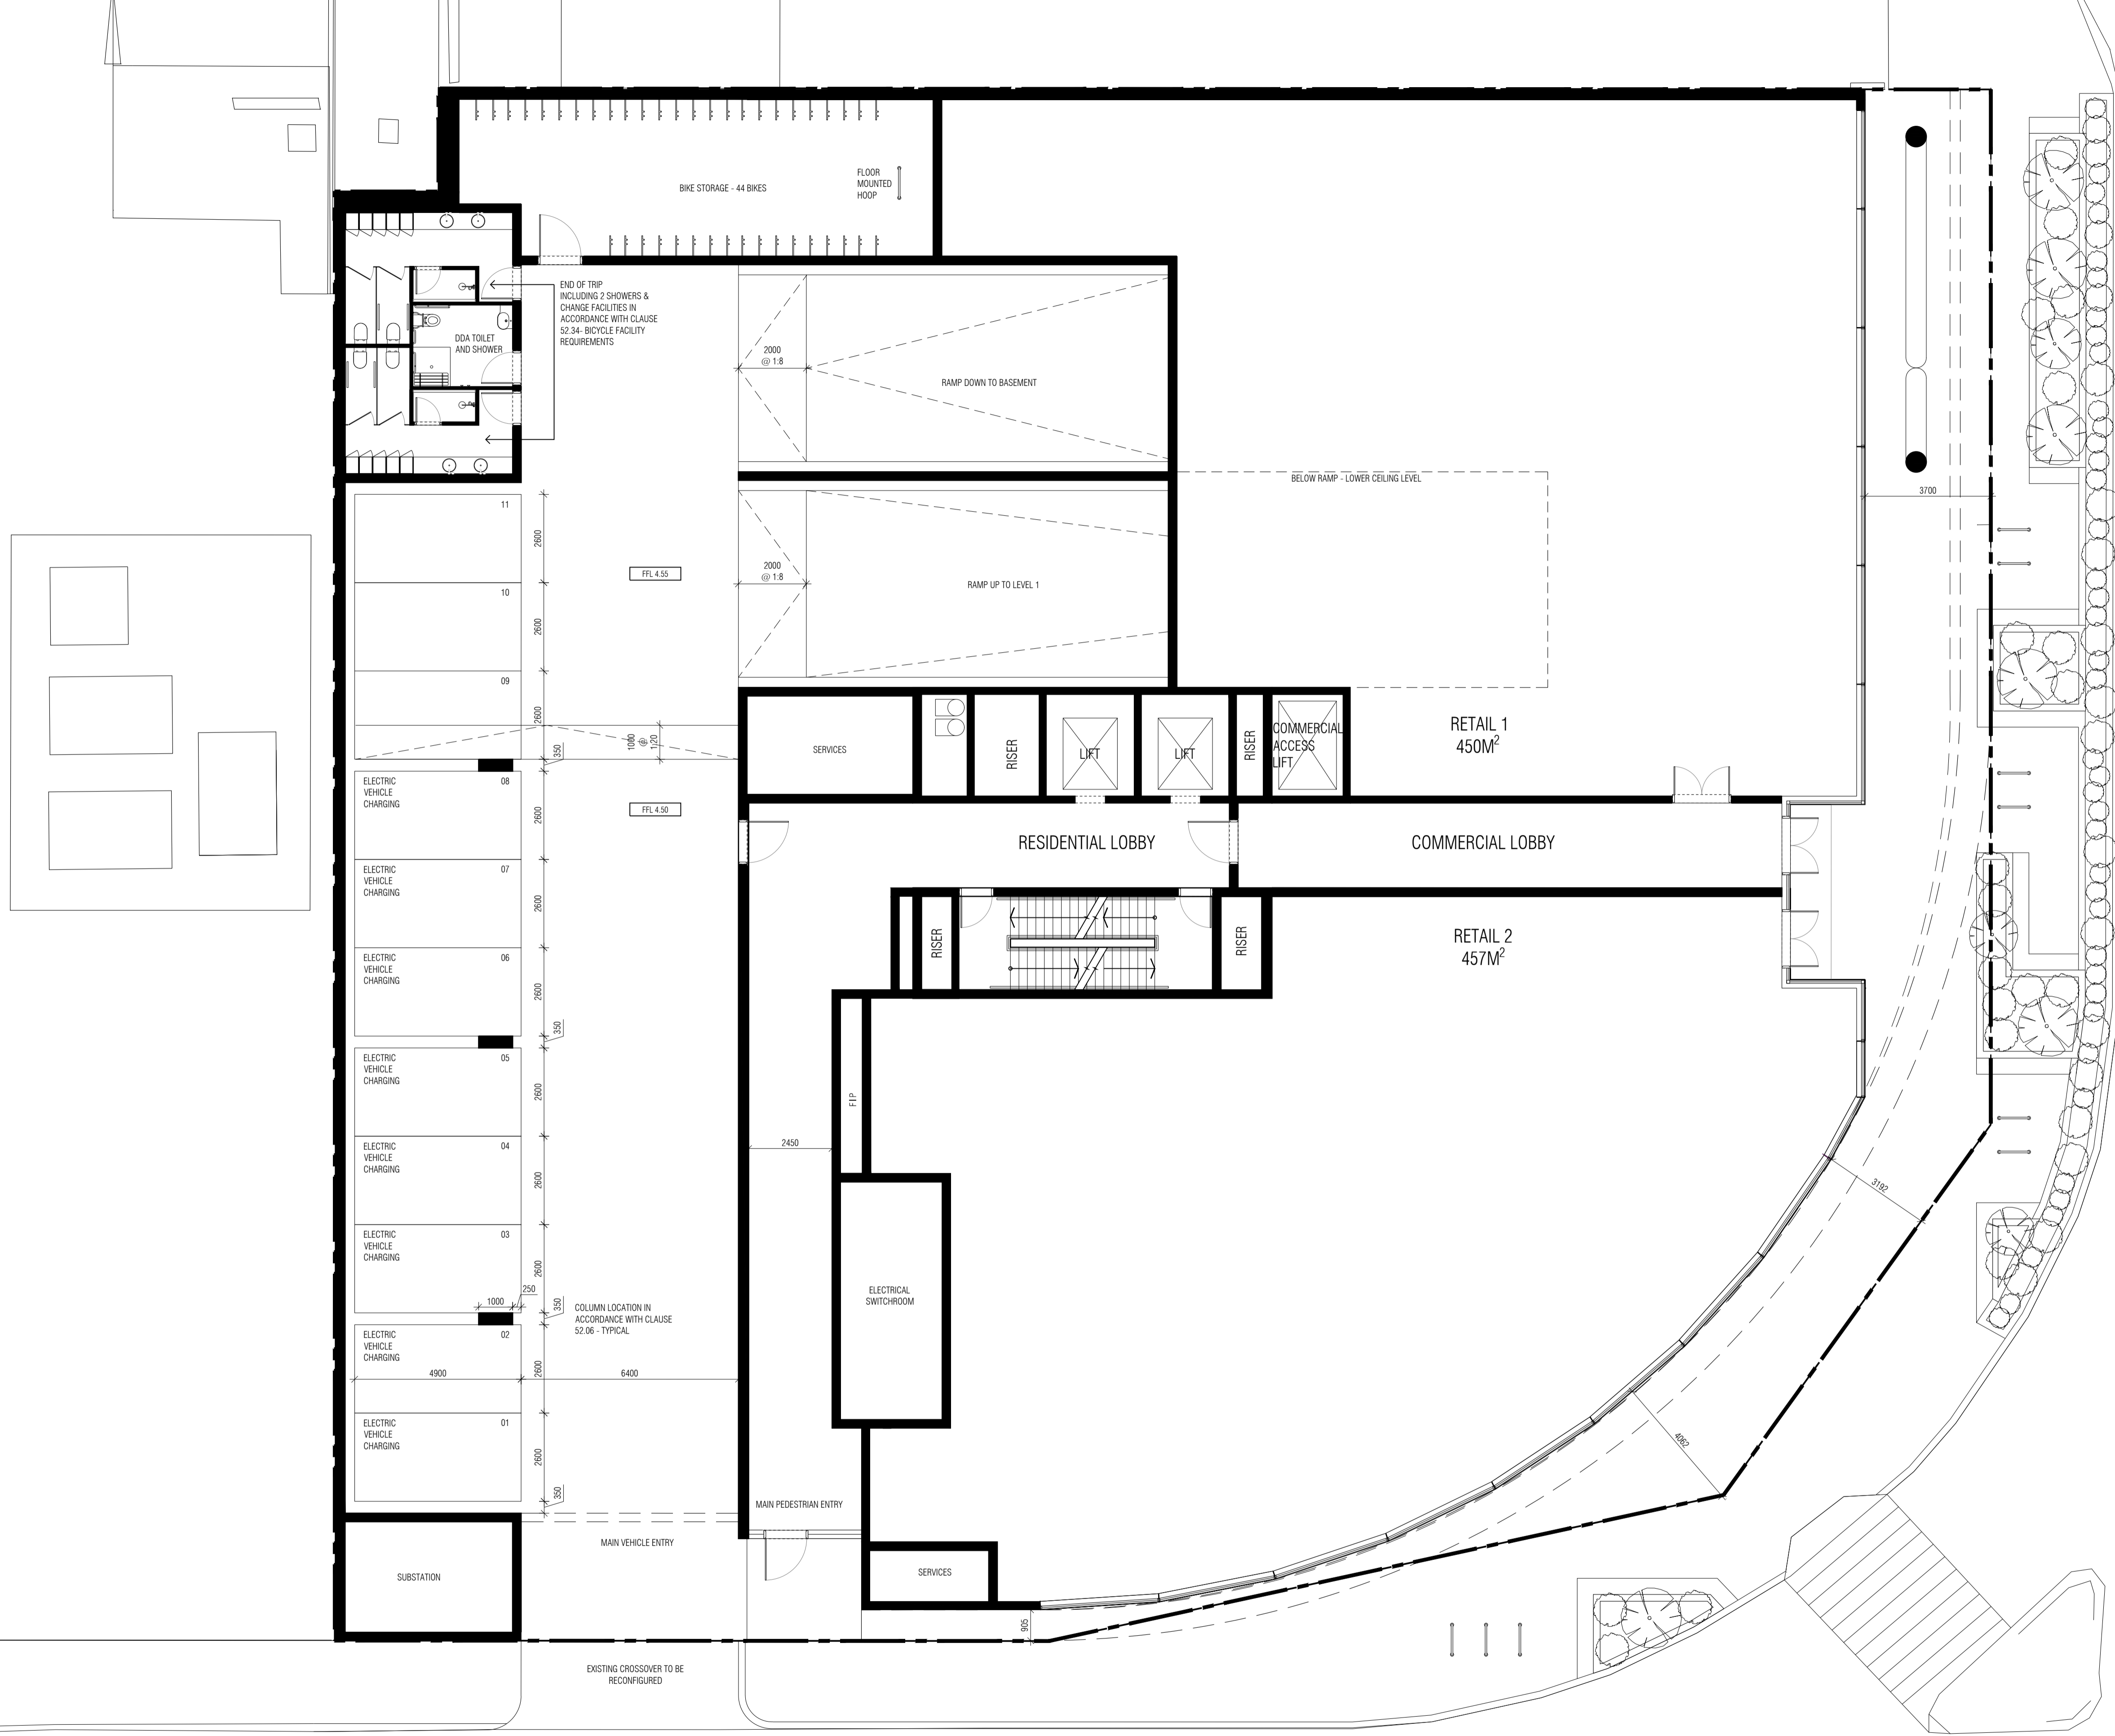 BIKE STORAGE - 44 BIKES
FLOOR
MOUNTED
HOOP
END OF TRIP
INCLUDING 2 SHOWERS &
CHANGE FACILITIES IN
ACCORDANCE WITH CLAUSE
52.34- BICYCLE FACILITY
REQUIREMENTS
DDA TOILET
AND SHOWER
2000
@ 1:8
RAMP DOWN TO BASEMENT
BELOW RAMP - LOWER CEILING LEVEL
3700
11
2600
FFL 4.55
2000
@ 1:8
RAMP UP TO LEVEL 1
10
2600
09
2600
1000
@
1:20
350
SERVICES
RISER
LIFT
LIFT
RISER
COMMERCIAL
ACCESS
LIFT
RETAIL 1
450M²
ELECTRIC
VEHICLE
CHARGING
08
2600
FFL 4.50
RESIDENTIAL LOBBY
COMMERCIAL LOBBY
ELECTRIC
VEHICLE
CHARGING
07
2600
RISER
RISER
RETAIL 2
457M²
ELECTRIC
VEHICLE
CHARGING
06
2600
350
ELECTRIC
VEHICLE
CHARGING
05
2600
FIP
2450
ELECTRIC
VEHICLE
CHARGING
04
2600
3192
ELECTRIC
VEHICLE
CHARGING
03
2600
1000
250
350
COLUMN LOCATION IN
ACCORDANCE WITH CLAUSE
52.06 - TYPICAL
ELECTRICAL
SWITCHROOM
ELECTRIC
VEHICLE
CHARGING
02
2600
4900
6400
ELECTRIC
VEHICLE
CHARGING
01
2600
4062
350
MAIN PEDESTRIAN ENTRY
MAIN VEHICLE ENTRY
SUBSTATION
SERVICES
905
EXISTING CROSSOVER TO BE
RECONFIGURED